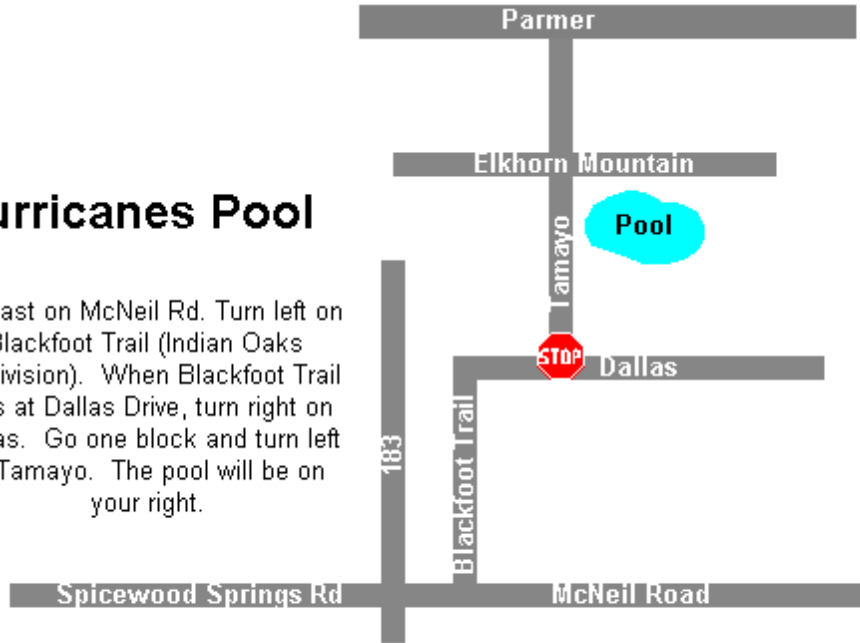 Parmer
Elkhorn Mountain
urricanes Pool
Pool
Tamayo
ast on McNeil Rd. Turn left on
lackfoot Trail (Indian Oaks
ivision).  When Blackfoot Trail
s at Dallas Drive, turn right on
as.  Go one block and turn left
Tamayo.  The pool will be on
your right.
STOP
Dallas
183
Blackfoot Trail
Spicewood Springs Rd
McNeil Road